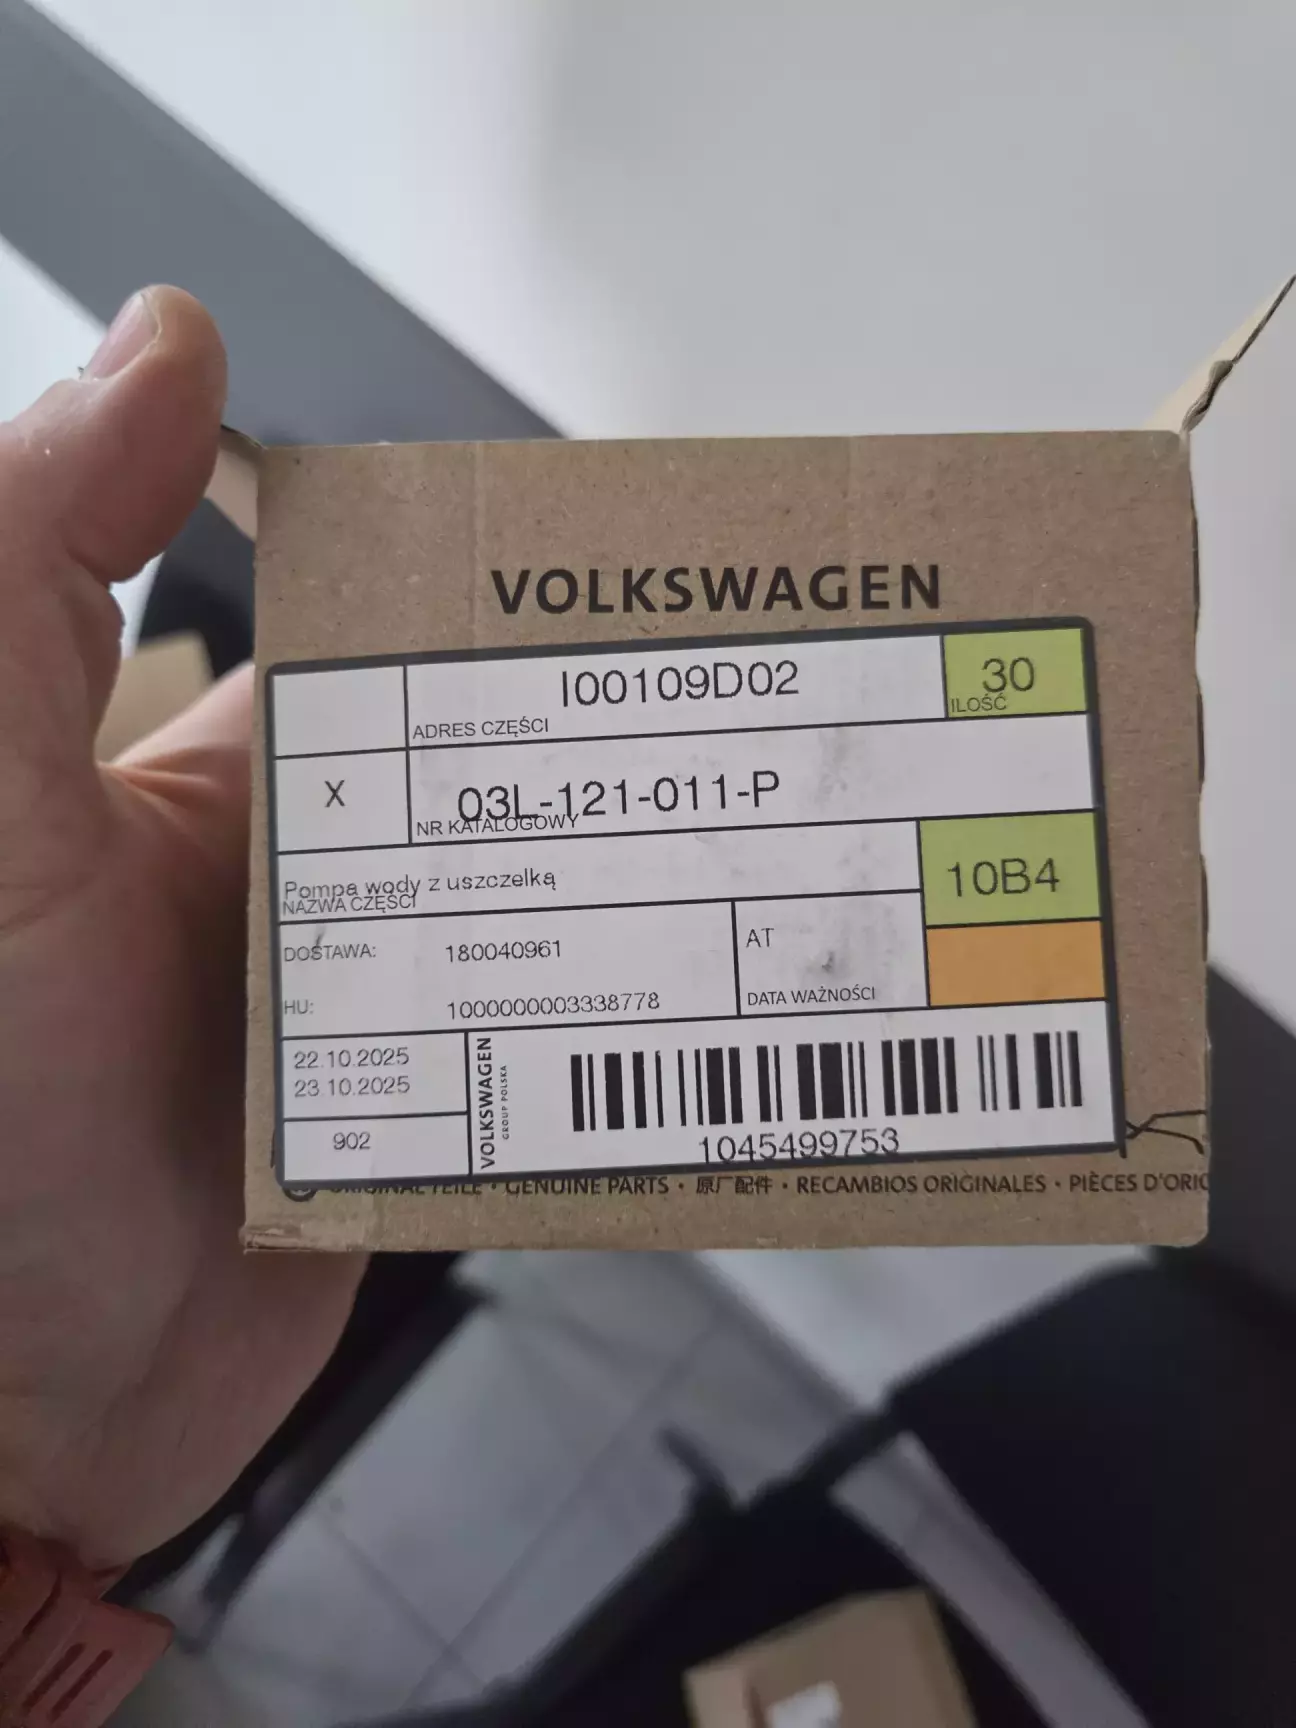 VOLKSWAGEN
I00109D02
ADRES CZĘŚCI
30
ILOŚĆ
X
03L-121-011-P
NR KATALOGOWY
Pompa wody z uszczelką
NAZWA CZĘŚCI
10B4
DOSTAWA: 180040961
AT
HU: 1000000003338778
DATA WAŻNOŚCI
22.10.2025
23.10.2025
902
VOLKSWAGEN
GROUP POLSKA
1045499753
ORIGINAL TEILE · GENUINE PARTS · 原厂配件 · RECAMBIOS ORIGINALES · PIÈCES D'ORIG